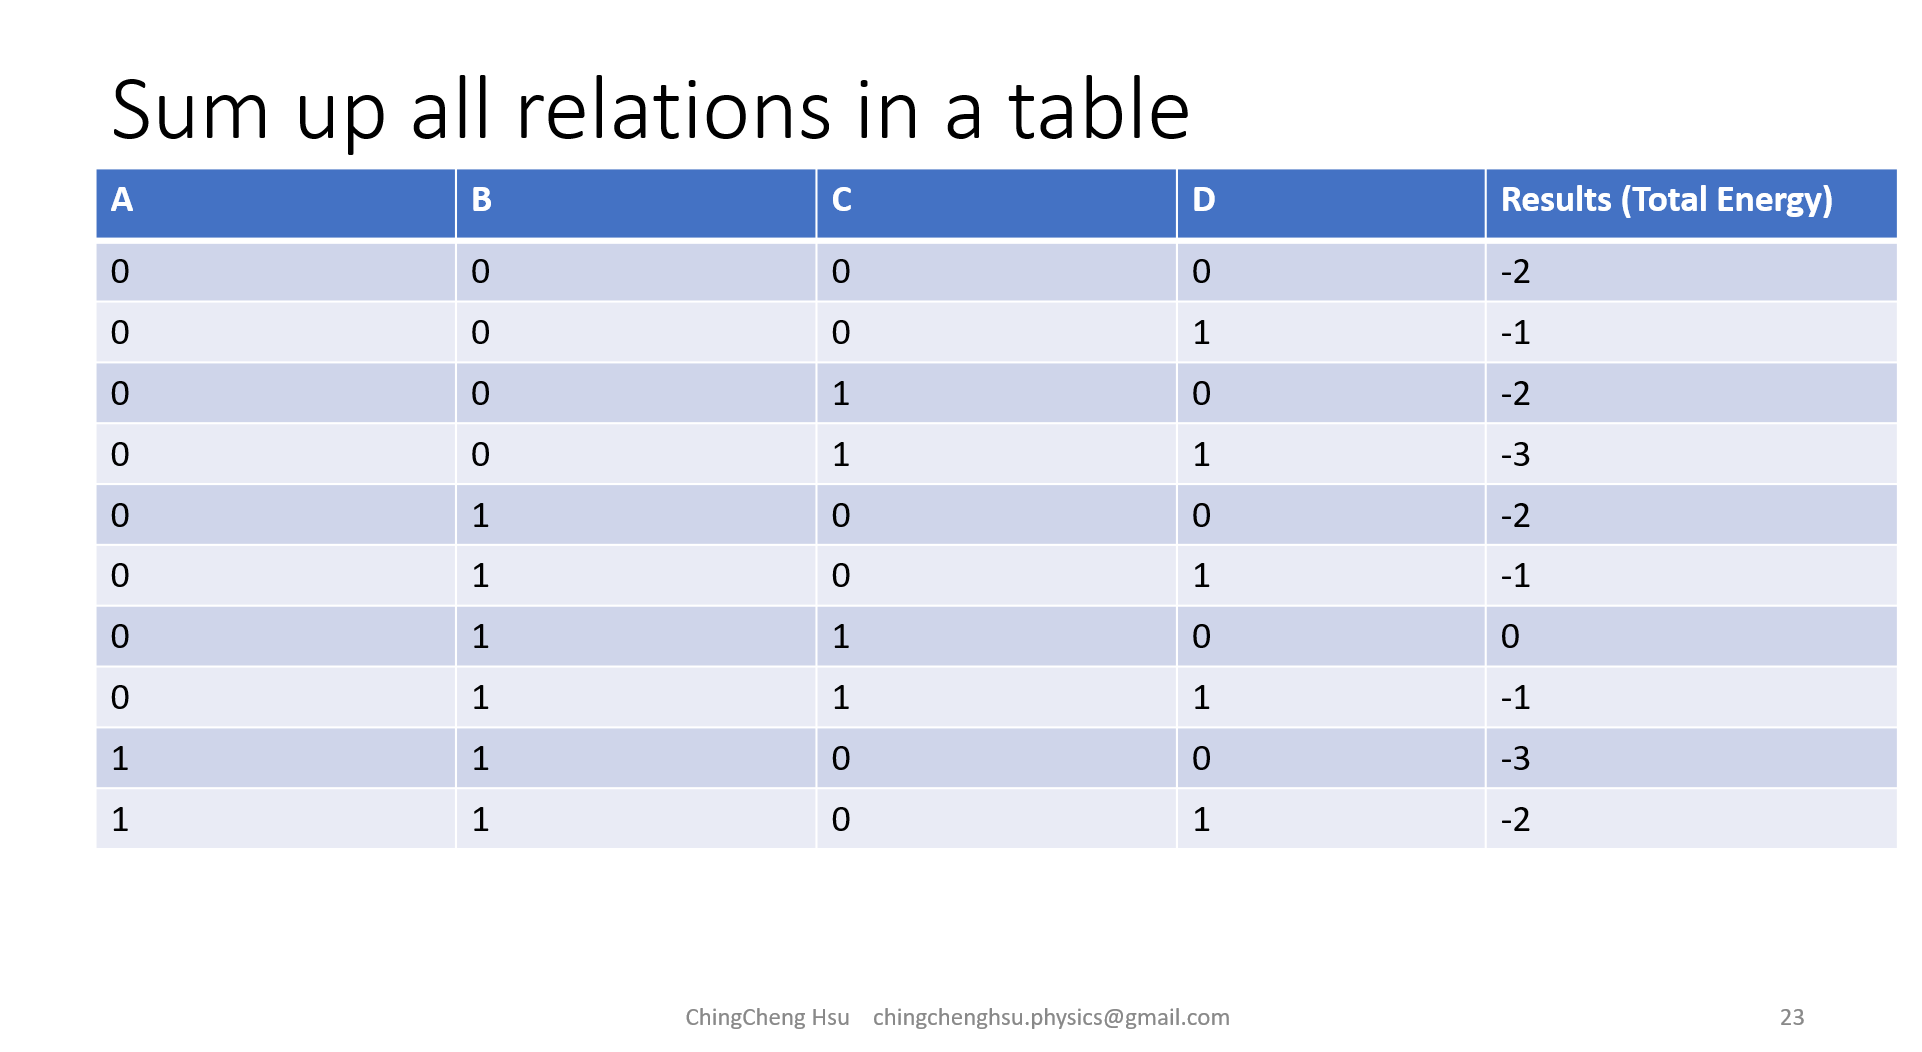 Sum up all relations in a table
A B C D Results (Total Energy)
0 0 0 0 -2
0 0 0 1 -1
0 0 1 0 -2
0 0 1 1 -3
0 1 0 0 -2
0 1 0 1 -1
0 1 1 0 0
0 1 1 1 -1
1 1 0 0 -3
1 1 0 1 -2
ChingCheng Hsu chingchenghsu.physics@gmail.com 23